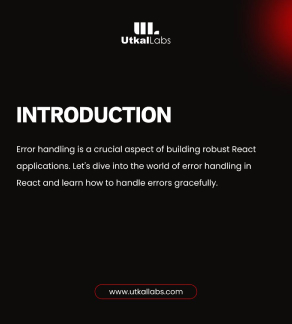 UtkalLabs
INTRODUCTION
Error handling is a crucial aspect of building robust React
applications. Let's dive into the world of error handling in
React and learn how to handle errors gracefully.
www.utkallabs.com